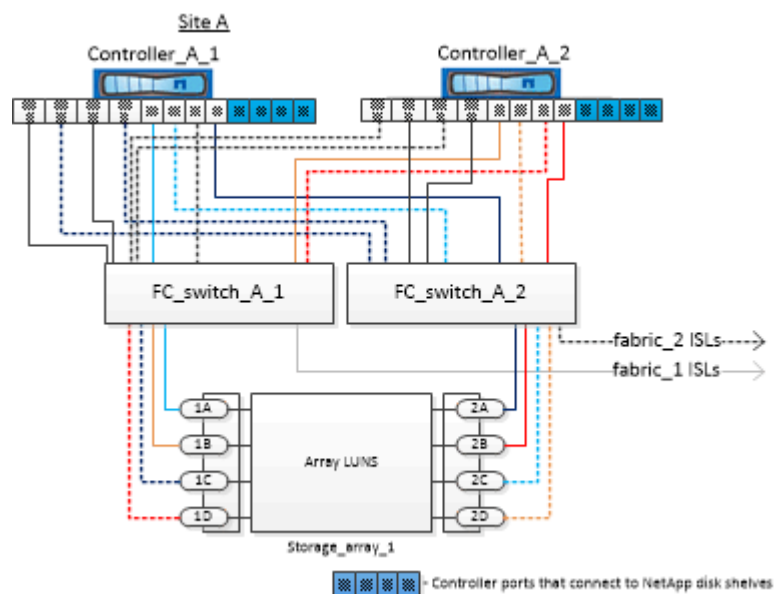 Site A
Controller_A_1
Controller_A_2
FC_switch_A_1
FC_switch_A_2
fabric_2 ISLs
fabric_1 ISLs
1A
2A
1B
2B
Array LUNS
1C
2C
1D
2D
Storage_array_1
- Controller ports that connect to NetApp disk shelves